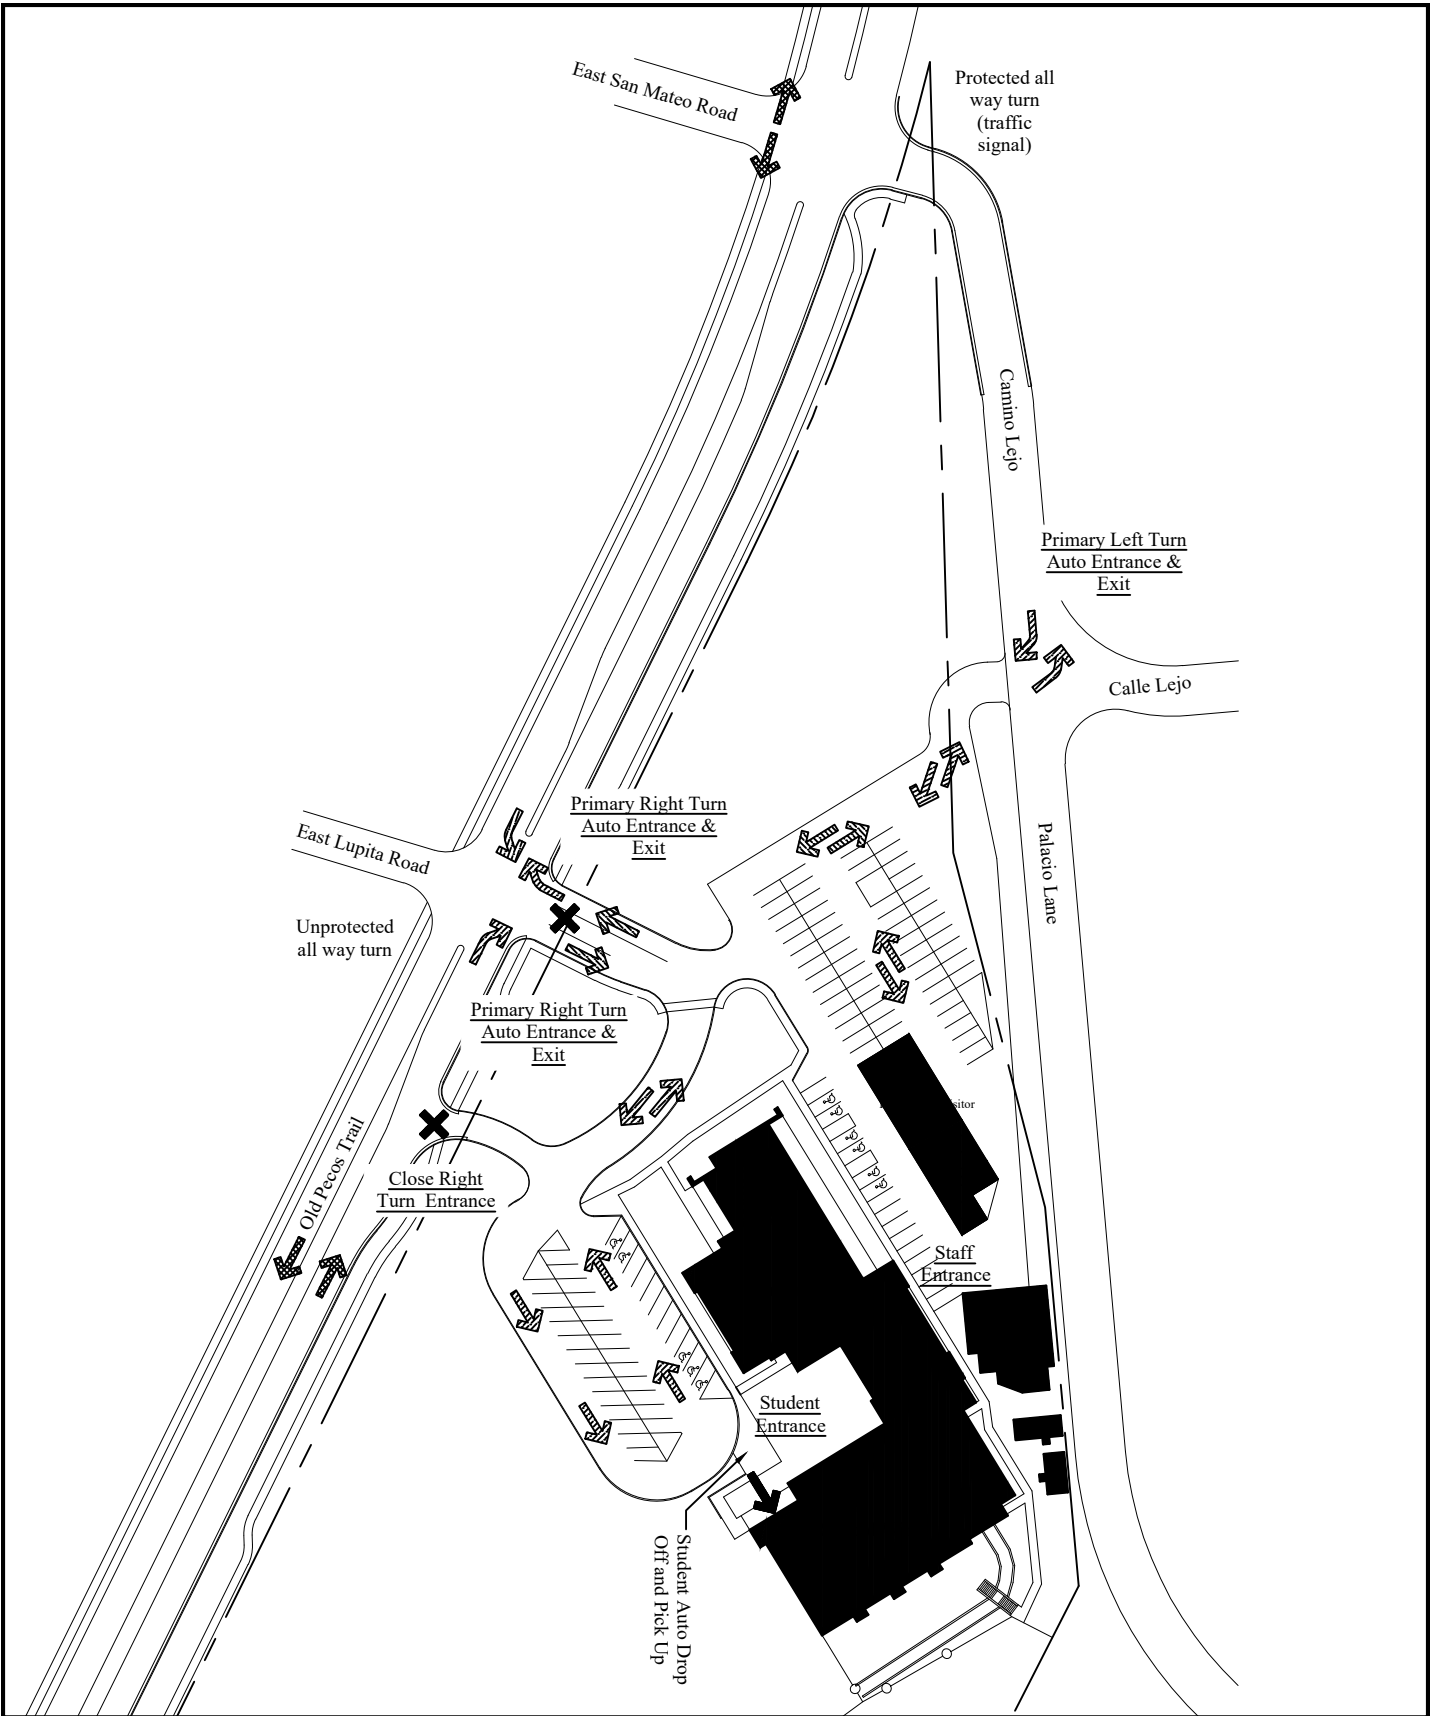 East San Mateo Road
Protected all
way turn
(traffic
signal)
Camino Lejo
Primary Left Turn
Auto Entrance &
Exit
Calle Lejo
Primary Right Turn
Auto Entrance &
Exit
East Lupita Road
Palacio Lane
Unprotected
all way turn
Primary Right Turn
Auto Entrance &
Exit
Old Pecos Trail
Close Right
Turn Entrance
Staff
Entrance
Student
Entrance
Student Auto Drop
Off and Pick Up